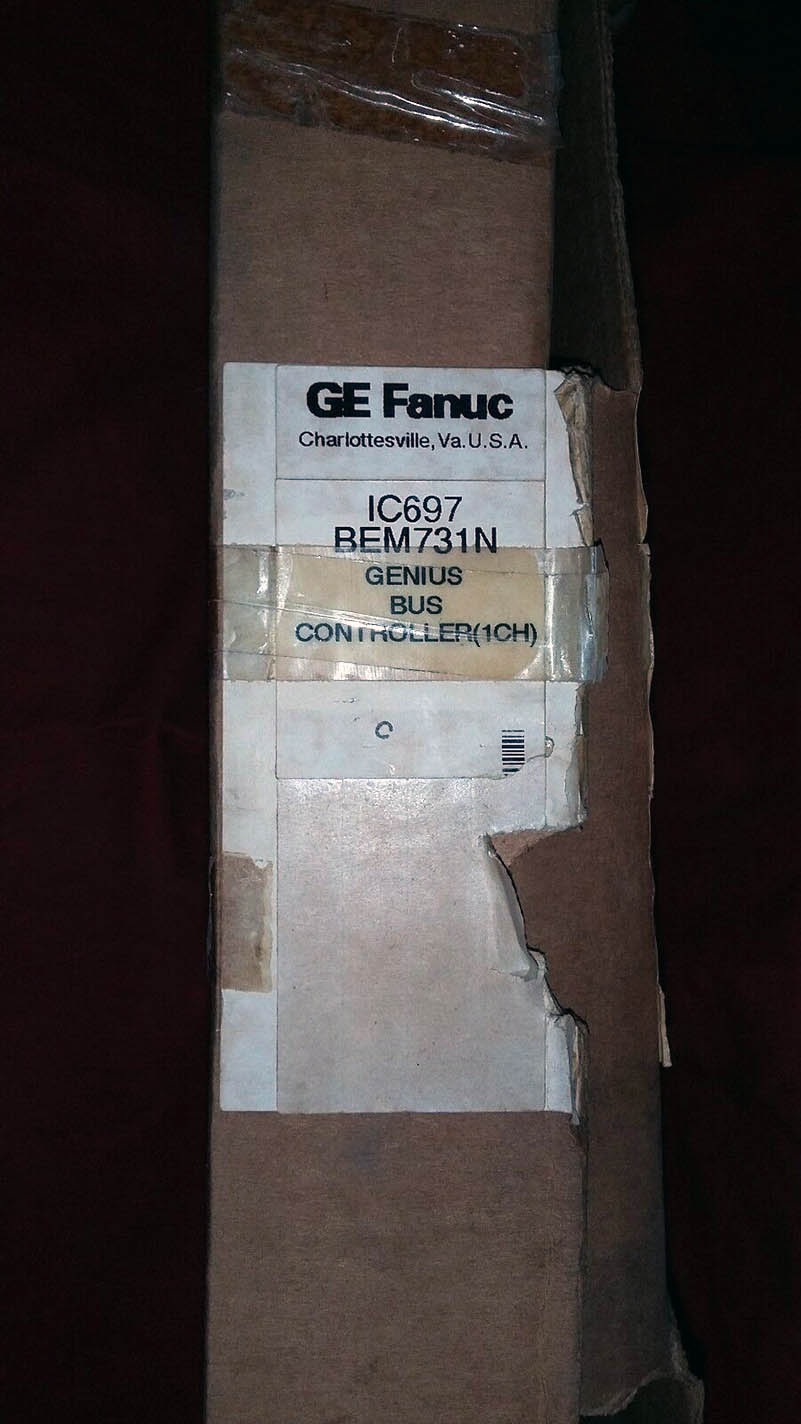 GE Fanuc
Charlottesville, Va. U.S.A.
IC697
BEM731N
GENIUS
BUS
CONTROLLER(1CH)